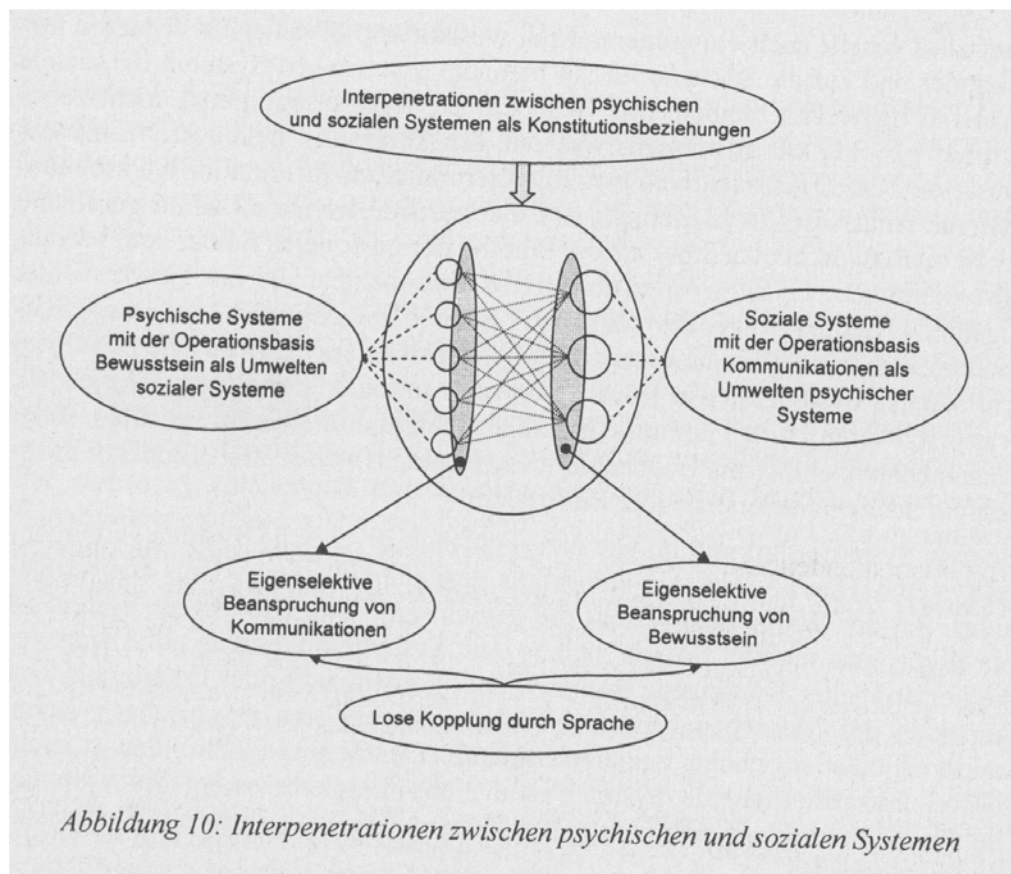 Interpenetrationen zwischen psychischen
und sozialen Systemen als Konstitutionsbeziehungen
Psychische Systeme
mit der Operationsbasis
Bewusstsein als Umwelten
sozialer Systeme
Soziale Systeme
mit der Operationsbasis
Kommunikationen als
Umwelten psychischer
Systeme
Eigenselektive
Beanspruchung von
Kommunikationen
Eigenselektive
Beanspruchung von
Bewusstsein
Lose Kopplung durch Sprache
Abbildung 10: Interpenetrationen zwischen psychischen und sozialen Systemen